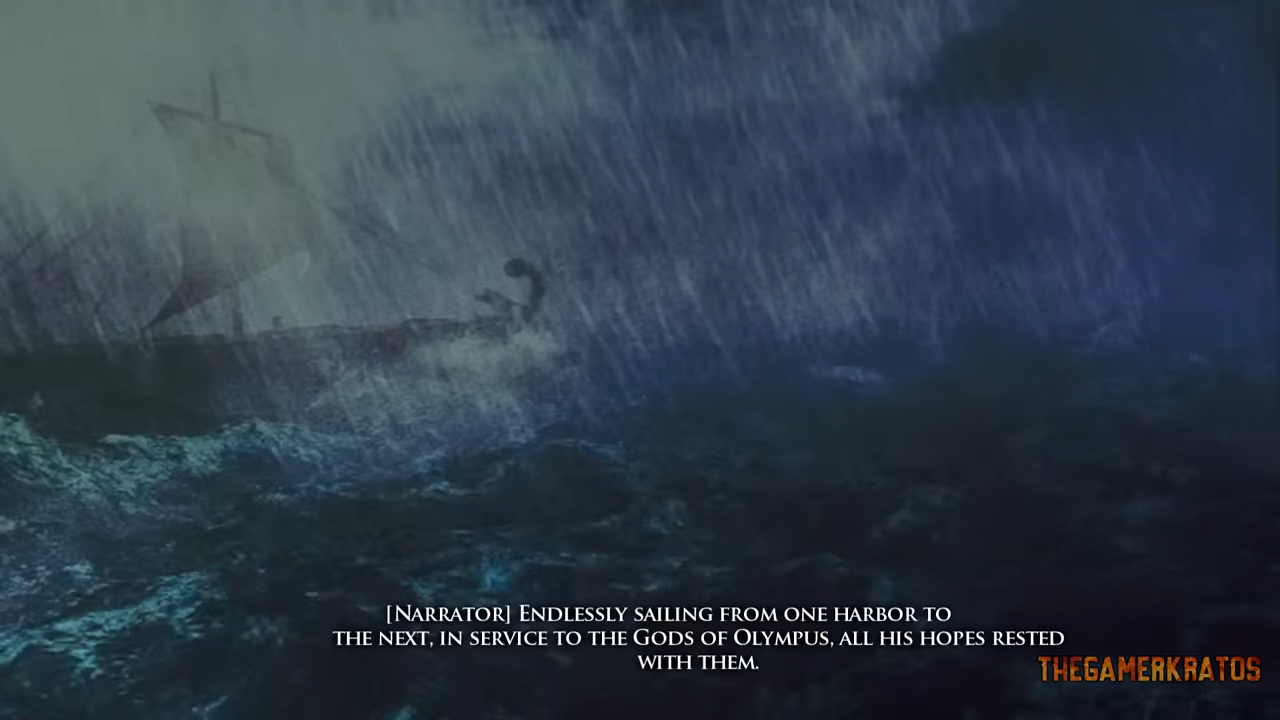 [Narrator] Endlessly sailing from one harbor to
the next, in service to the Gods of Olympus, all his hopes rested
with them.
THEGAMERKRATOS